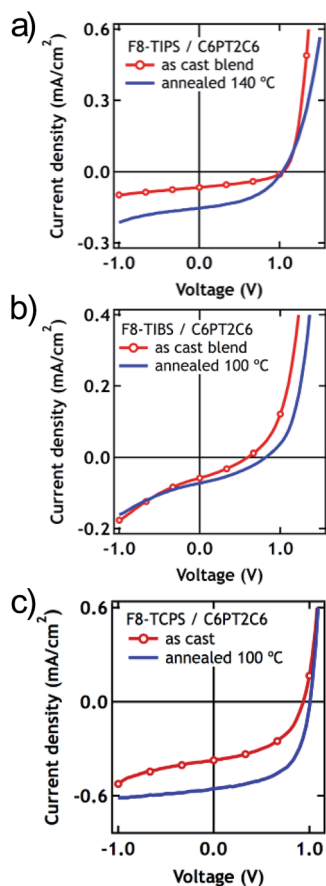 a)
F8-TIPS / C6PT2C6
as cast blend
annealed 140 ºC
Current density (mA/cm²)
0.6
0.3
0.0
-0.3
-1.0 0.0 1.0
Voltage (V)
b)
F8-TIBS / C6PT2C6
as cast blend
annealed 100 ºC
Current density (mA/cm²)
0.4
0.2
0.0
-0.2
-1.0 0.0 1.0
Voltage (V)
c)
F8-TCPS / C6PT2C6
as cast
annealed 100 ºC
Current density (mA/cm²)
0.6
0.0
-0.6
-1.0 0.0 1.0
Voltage (V)